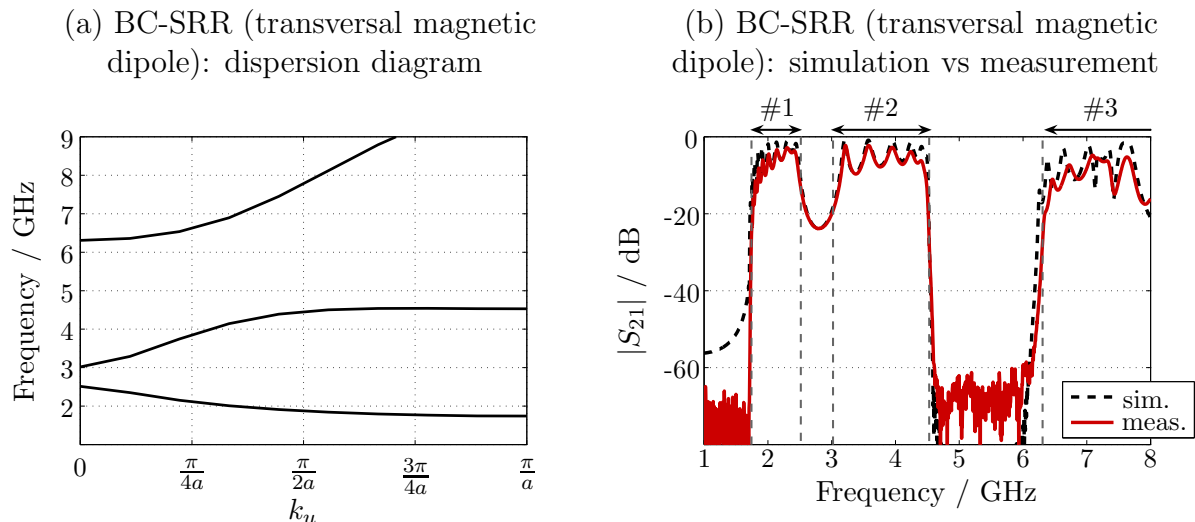 (a) BC-SRR (transversal magnetic
dipole): dispersion diagram
9
8
7
6
5
4
3
2
Frequency / GHz
0
π/4a
π/2a
3π/4a
π/a
k_y
(b) BC-SRR (transversal magnetic
dipole): simulation vs measurement
#1 #2 #3
0
-20
-40
-60
|S_21| / dB
sim.
meas.
1 2 3 4 5 6 7 8
Frequency / GHz